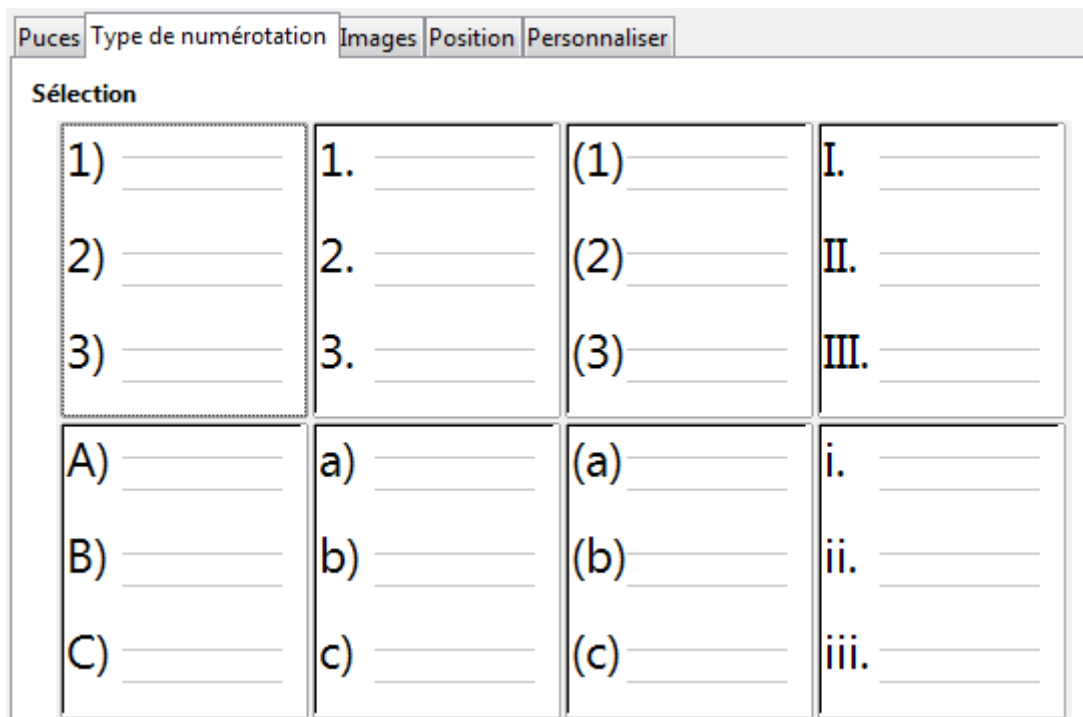 Puces Type de numérotation Images Position Personnaliser
Sélection
1) 1. (1) I.
2) 2. (2) II.
3) 3. (3) III.
A) a) (a) i.
B) b) (b) ii.
C) c) (c) iii.